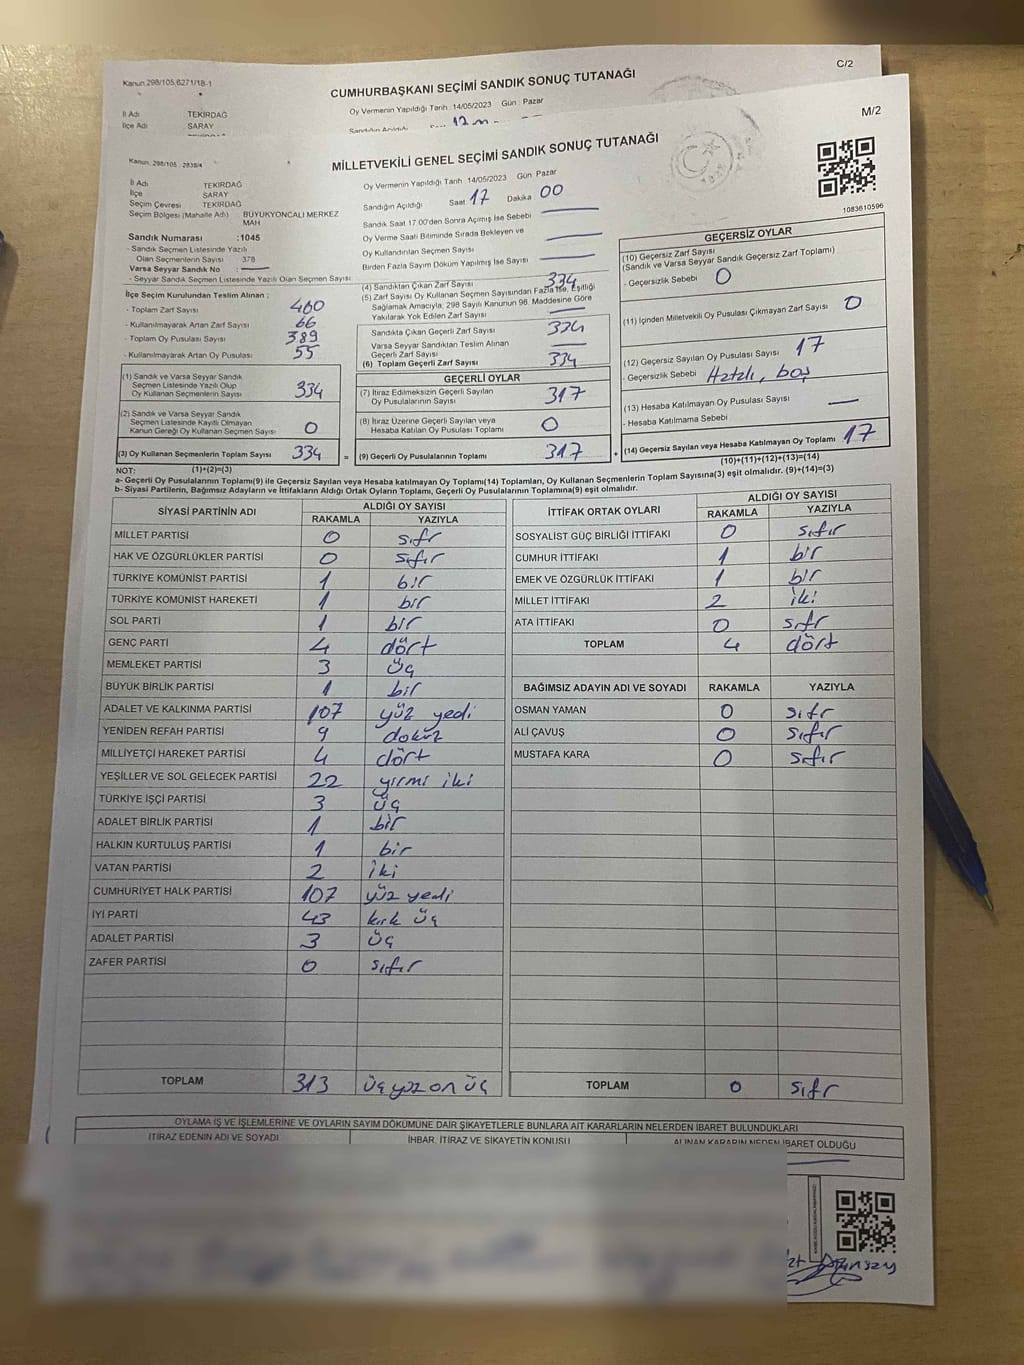 Kanun 298/105,6271/18-1
CUMHURBAŞKANI SEÇİMİ SANDIK SONUÇ TUTANAĞI
C/2
İl Adı TEKİRDAĞ
İlçe Adı SARAY
Oy Vermenin Yapıldığı Tarih : 14/05/2023 Gün : Pazar
M/2
Kanun: 298/105 : 2839/4
MİLLETVEKİLİ GENEL SEÇİMİ SANDIK SONUÇ TUTANAĞI
İl Adı TEKİRDAĞ
İlçe SARAY
Seçim Çevresi TEKİRDAĞ
Seçim Bölgesi (Mahalle Adı) BÜYÜKYONCALI MERKEZ MAH
Oy Vermenin Yapıldığı Tarih 14/05/2023 Gün Pazar
Sandığın Açıldığı Saat 17 Dakika 00
Sandık Saat 17.00'den Sonra Açımış İse Sebebi
Oy Verme Saati Bitiminde Sırada Bekleyen ve
Oy Kullandırılan Seçmen Sayısı
Birden Fazla Sayım Döküm Yapılmış İse Sayısı
1083610596
Sandık Numarası :1045
- Sandık Seçmen Listesinde Yazılı
Olan Seçmenlerin Sayısı 378
Varsa Seyyar Sandık No :
- Seyyar Sandık Seçmen Listesinde Yazılı Olan Seçmen Sayısı
İlçe Seçim Kurulundan Teslim Alınan ;
- Toplam Zarf Sayısı 400
- Kullanılmayarak Artan Zarf Sayısı 66
- Toplam Oy Pusulası 389
- Kullanılmayarak Artan Oy Pusulası 55
(4) Sandıktan Çıkan Zarf Sayısı 334
(5) Zarf Sayısı Oy Kullanan Seçmen Sayısından Fazla İse, Eşitliği
Sağlamak Amacıyla; 298 Sayılı Kanunun 98. Maddesine Göre
Yakılarak Yok Edilen Zarf Sayısı
Sandıkta Çıkan Geçerli Zarf Sayısı 334
Varsa Seyyar Sandıktan Teslim Alınan
Geçerli Zarf Sayısı
(6) Toplam Geçerli Zarf Sayısı 334
GEÇERSİZ OYLAR
(10) Geçersiz Zarf Sayısı
(Sandık ve Varsa Seyyar Sandık Geçersiz Zarf Toplamı)
- Geçersizlik Sebebi 0
(11) İçinden Milletvekili Oy Pusulası Çıkmayan Zarf Sayısı 0
(12) Geçersiz Sayılan Oy Pusulası Sayısı 17
- Geçersizlik Sebebi Hatalı, boş
(13) Hesaba Katılmayan Oy Pusulası Sayısı
- Hesaba Katılmama Sebebi
(14) Geçersiz Sayılan veya Hesaba Katılmayan Oy Toplamı 17
(1) Sandık ve Varsa Seyyar Sandık
Seçmen Listesinde Yazılı Olup
Oy Kullanan Seçmenlerin Sayısı 334
(2) Sandık ve Varsa Seyyar Sandık
Seçmen Listesinde Kayıtlı Olmayan
Kanun Gereği Oy Kullanan Seçmen Sayısı 0
(3) Oy Kullanan Seçmenlerin Toplam Sayısı 334 =
GEÇERLİ OYLAR
(7) İtiraz Edilmeksizin Geçerli Sayılan
Oy Pusulalarının Sayısı 317
(8) İtiraz Üzerine Geçerli Sayılan veya
Hesaba Katılan Oy Pusulası Toplamı 0
(9) Geçerli Oy Pusulalarının Toplamı 317 +
NOT: (1)+(2)=(3)
(10)+(11)+(12)+(13)=(14)
a- Geçerli Oy Pusulalarının Toplamı(9) ile Geçersiz Sayılan veya Hesaba katılmayan Oy Toplamı(14) Toplamları, Oy Kullanan Seçmenlerin Toplam Sayısına(3) eşit olmalıdır. (9)+(14)=(3)
b- Siyasi Partilerin, Bağımsız Adayların ve İttifakların Aldığı Ortak Oyların Toplamı, Geçerli Oy Pusulalarının Toplamına(9) eşit olmalıdır.
SİYASİ PARTİNİN ADI ALDIĞI OY SAYISI
RAKAMLA YAZIYLA
MİLLET PARTİSİ 0 sıfr
HAK VE ÖZGÜRLÜKLER PARTİSİ 0 sıfır
TÜRKİYE KOMÜNİST PARTİSİ 1 bir
TÜRKİYE KOMÜNİST HAREKETİ 1 bir
SOL PARTİ 1 bir
GENÇ PARTİ 4 dört
MEMLEKET PARTİSİ 3 üç
BÜYÜK BİRLİK PARTİSİ 1 bir
ADALET VE KALKINMA PARTİSİ 107 yüz yedi
YENİDEN REFAH PARTİSİ 9 dokuz
MİLLİYETÇİ HAREKET PARTİSİ 4 dört
YEŞİLLER VE SOL GELECEK PARTİSİ 22 yirmi iki
TÜRKİYE İŞÇİ PARTİSİ 3 üç
ADALET BİRLİK PARTİSİ 1 bir
HALKIN KURTULUŞ PARTİSİ 1 bir
VATAN PARTİSİ 2 iki
CUMHURİYET HALK PARTİSİ 107 yüz yedi
İYİ PARTİ 43 kırk üç
ADALET PARTİSİ 3 üç
ZAFER PARTİSİ 0 sıfır
TOPLAM 313 üçyüz on üç
İTTİFAK ORTAK OYLARI ALDIĞI OY SAYISI
RAKAMLA YAZIYLA
SOSYALİST GÜÇ BİRLİĞİ İTTİFAKI 0 sıfır
CUMHUR İTTİFAKI 1 bir
EMEK VE ÖZGÜRLÜK İTTİFAKI 1 bir
MİLLET İTTİFAKI 2 iki
ATA İTTİFAKI 0 sıfr
TOPLAM 4 dört
BAĞIMSIZ ADAYIN ADI VE SOYADI RAKAMLA YAZIYLA
OSMAN YAMAN 0 sıfr
ALİ ÇAVUŞ 0 sıfır
MUSTAFA KARA 0 sıfır
TOPLAM 0 sıfr
OYLAMA İŞ VE İŞLEMLERİNE VE OYLARIN SAYIM DÖKÜMÜNE DAİR ŞİKAYETLERLE BUNLARA AİT KARARLARIN NELERDEN İBARET BULUNDUKLARI
İTİRAZ EDENİN ADI VE SOYADI İHBAR, İTİRAZ VE ŞİKAYETİN KONUSU ALINAN KARARIN NEDEN İBARET OLDUĞU